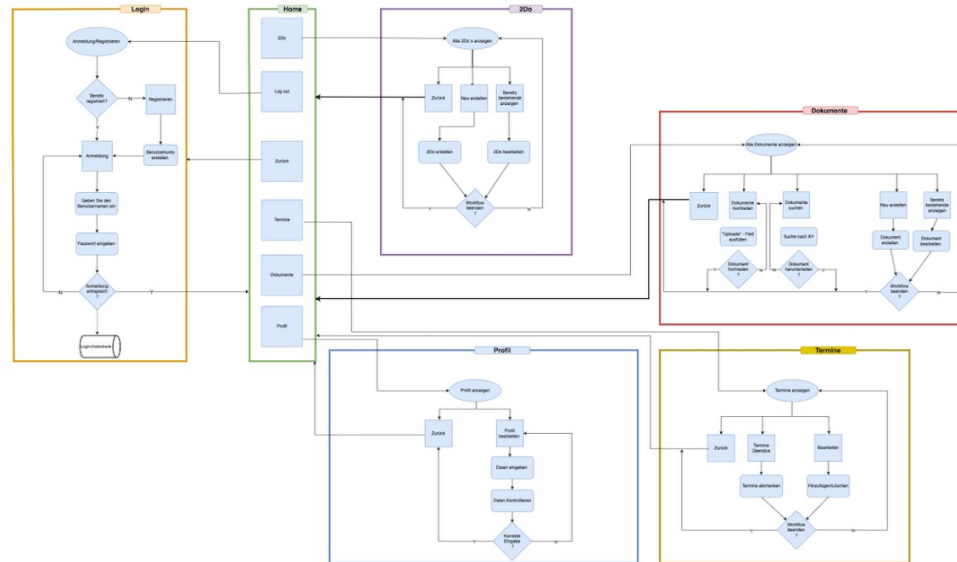 Login
Anmeldung/Registrieren
Bereits
registriert?
N
Registrieren
Y
Anmeldung
Benutzerkonto
erstellen
Geben Sie den
Benutzernamen ein
Passwort eingeben
Anmeldung
erfolgreich
?
N
Y
Login-Datenbank
Home
2Do
Log out
Zurück
Termine
Dokumente
Profil
2Do
Alle 2Do´s anzeigen
Zurück
Neu erstellen
Bereits
bestehende
anzeigen
2Do erstellen
2Do bearbeiten
Workflow
beenden
?
Y
N
Dokumente
Alle Dokumente anzeigen
Zurück
Dokumente
hochladen
Dokumente
suchen
Neu erstellen
Bereits
bestehende
anzeigen
"Uploads" - Feld
ausfüllen
Suche nach XY
Dokument
erstellen
Dokument
bearbeiten
Dokument
hochladen
?
Dokument
herunterladen
?
Workflow
beenden
?
Y
N
N
Y
Y
N
Profil
Profil anzeigen
Zurück
Profil
bearbeiten
Daten eingeben
Daten Kontrollieren
Korrekte
Eingabe
?
Y
N
Termine
Termine anzeigen
Zurück
Termine
Überblick
Bearbeiten
Termine abchecken
Hinzufügen/Löschen
Workflow
beenden
?
Y
N